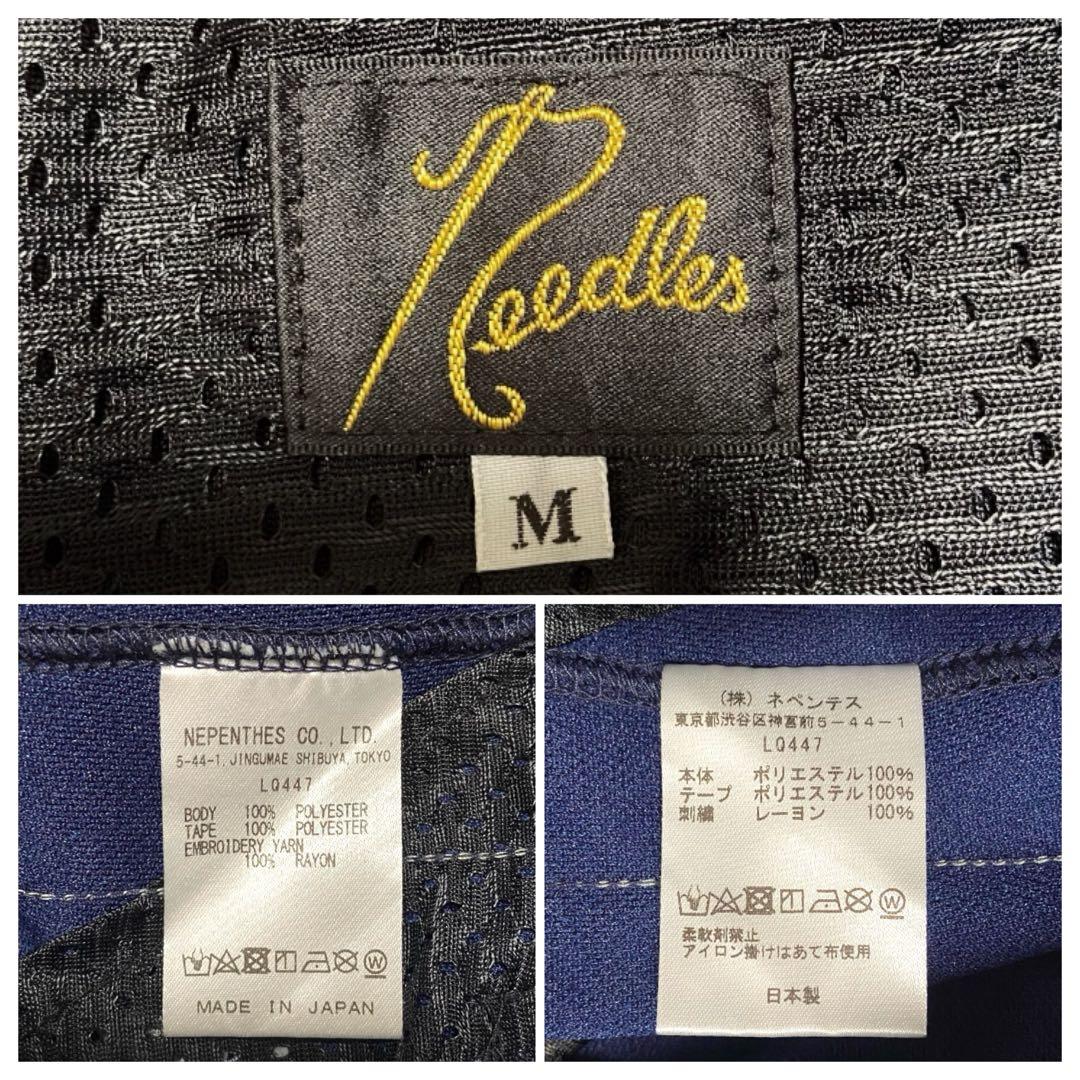 Needles
M
NEPENTHES CO.,LTD.
5-44-1,JINGUMAE SHIBUYA,TOKYO
LQ447
BODY 100% POLYESTER
TAPE 100% POLYESTER
EMBROIDERY YARN
100% RAYON
W
MADE IN JAPAN
(株) ネペンテス
東京都渋谷区神宮前5-44-1
LQ447
本体 ポリエステル100%
テープ ポリエステル100%
刺繍 レーヨン 100%
W
柔軟剤禁止
アイロン掛けはあて布使用
日本製